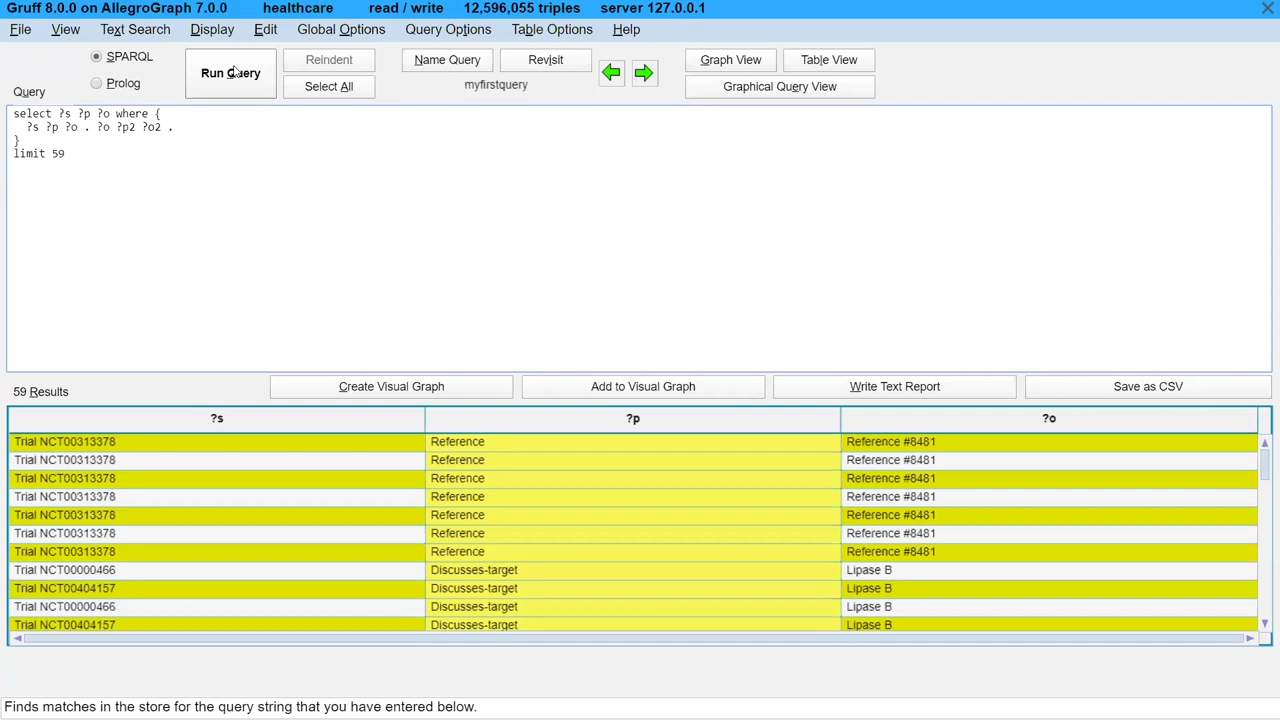 Gruff 8.0.0 on AllegroGraph 7.0.0 healthcare read / write 12,596,055 triples server 127.0.0.1
File View Text Search Display Edit Global Options Query Options Table Options Help
SPARQL
Prolog
Query
Run Query
Reindent
Select All
Name Query
Revisit
myfirstquery
Graph View
Table View
Graphical Query View
select ?s ?p ?o where {
?s ?p ?o . ?o ?p2 ?o2 .
}
limit 59
59 Results
Create Visual Graph
Add to Visual Graph
Write Text Report
Save as CSV
?s ?p ?o
Trial NCT00313378 Reference Reference #8481
Trial NCT00313378 Reference Reference #8481
Trial NCT00313378 Reference Reference #8481
Trial NCT00313378 Reference Reference #8481
Trial NCT00313378 Reference Reference #8481
Trial NCT00313378 Reference Reference #8481
Trial NCT00313378 Reference Reference #8481
Trial NCT00000466 Discusses-target Lipase B
Trial NCT00404157 Discusses-target Lipase B
Trial NCT00000466 Discusses-target Lipase B
Trial NCT00404157 Discusses-target Lipase B
Finds matches in the store for the query string that you have entered below.